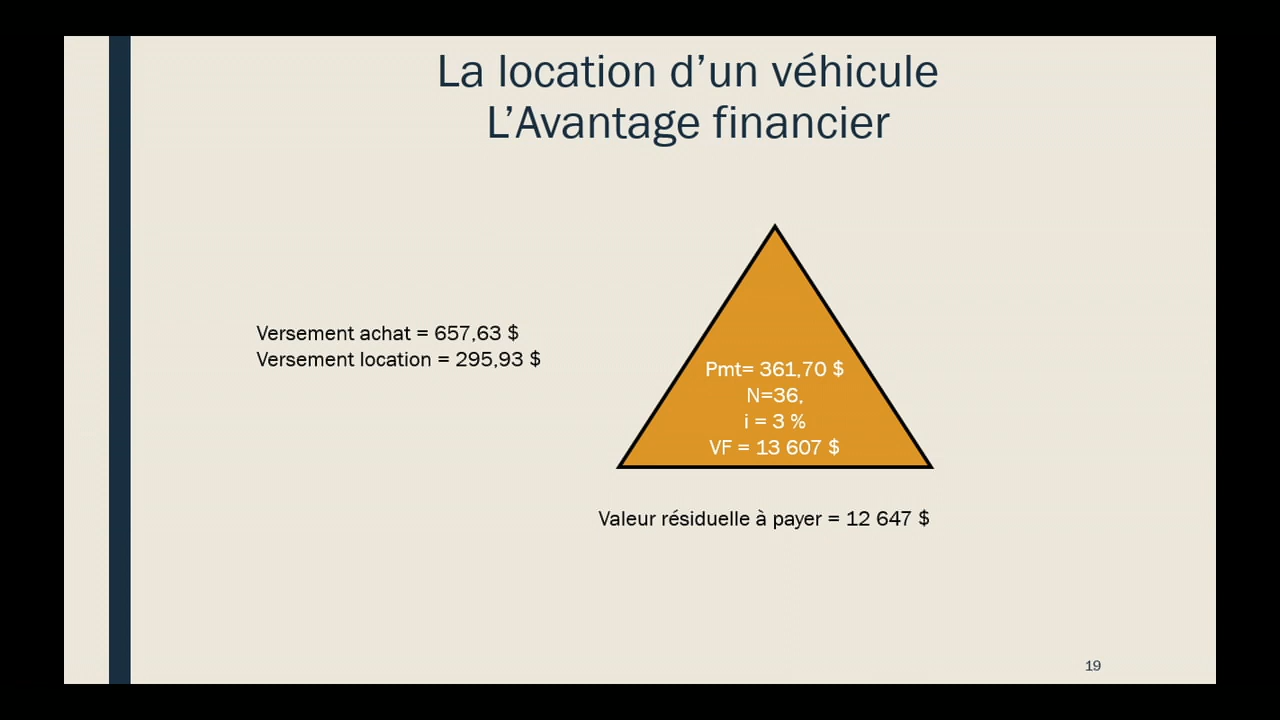 La location d’un véhicule
L’Avantage financier
Versement achat = 657,63 $
Versement location = 295,93 $
Pmt= 361,70 $
N=36,
i = 3 %
VF = 13 607 $
Valeur résiduelle à payer = 12 647 $
19